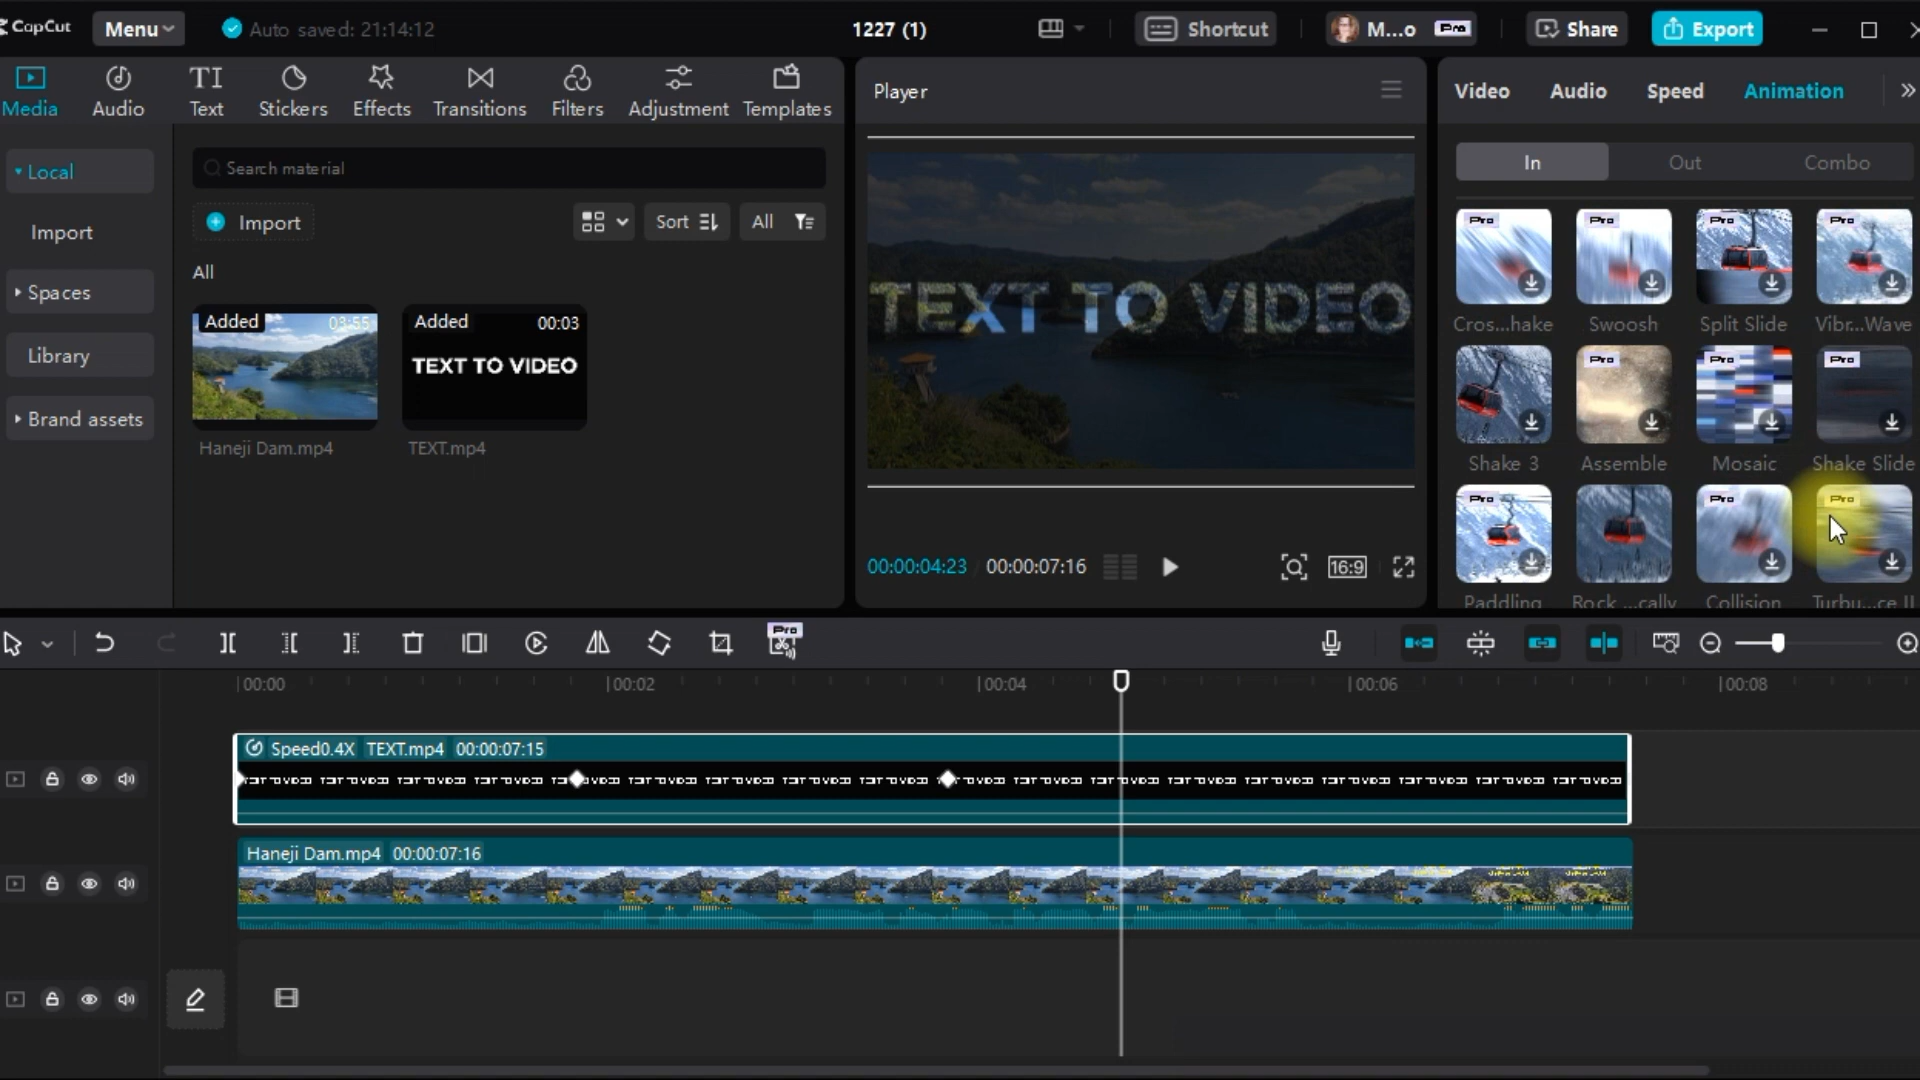 CapCut
Menu
Auto saved: 21:14:12
1227 (1)
Shortcut
M...o
Pro
Share
Export
Media
Audio
TI
Text
Stickers
Effects
Transitions
Filters
Adjustment
Templates
Player
Video
Audio
Speed
Animation
Local
Import
Spaces
Library
Brand assets
Search material
Import
Sort
All
All
Added
03:55
Haneji Dam.mp4
Added
00:03
TEXT TO VIDEO
TEXT.mp4
TEXT TO VIDEO
00:00:04:23
00:00:07:16
16:9
In
Out
Combo
Pro
Pro
Pro
Pro
Cros...hake
Swoosh
Split Slide
Vibr...Wave
Pro
Pro
Pro
Pro
Shake 3
Assemble
Mosaic
Shake Slide
Pro
Pro
Pro
Paddling
Rock ...cally
Collision
Turbu...ce II
Pro
00:00
00:02
00:04
00:06
00:08
Speed0.4X TEXT.mp4 00:00:07:15
Haneji Dam.mp4 00:00:07:16